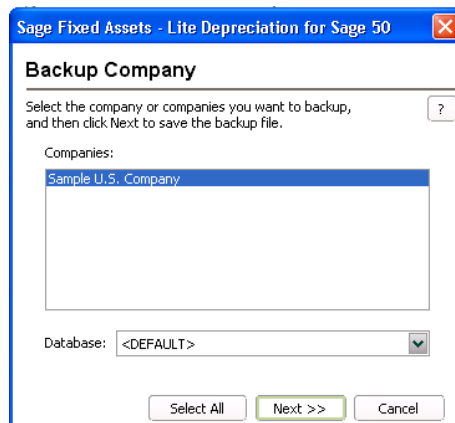 Sage Fixed Assets - Lite Depreciation for Sage 50
Backup Company
Select the company or companies you want to backup,
and then click Next to save the backup file.
?
Companies:
Sample U.S. Company
Database: <DEFAULT>
Select All Next >> Cancel